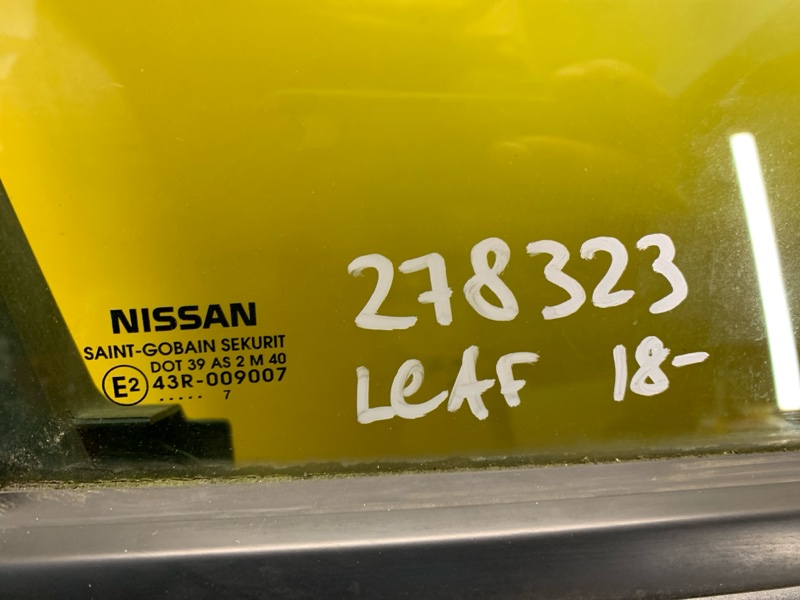 278323
LeAF 18-
NISSAN
SAINT-GOBAIN SEKURIT
DOT 39 AS 2 M 40
E2 43R-009007
..... 7